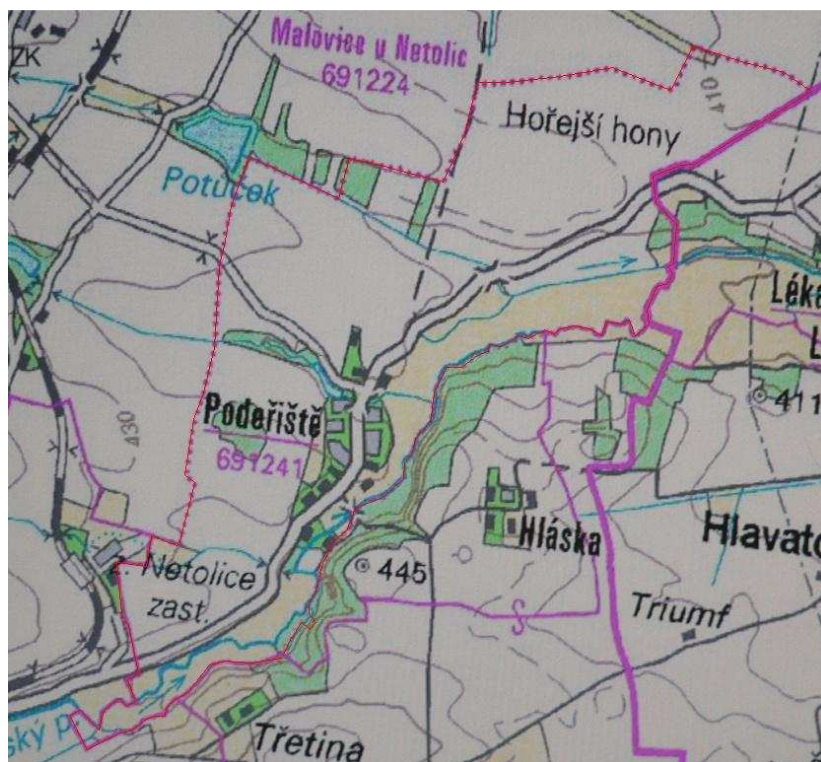 Malovice u Netolic
691224
ZK
410
Hořejší hony
Potůček
Léka
L
411
Podeřiště
430
691241
Hláska
Hlavato
445
z. Netolice
zast.
S
Triumf
ský p
Třetina